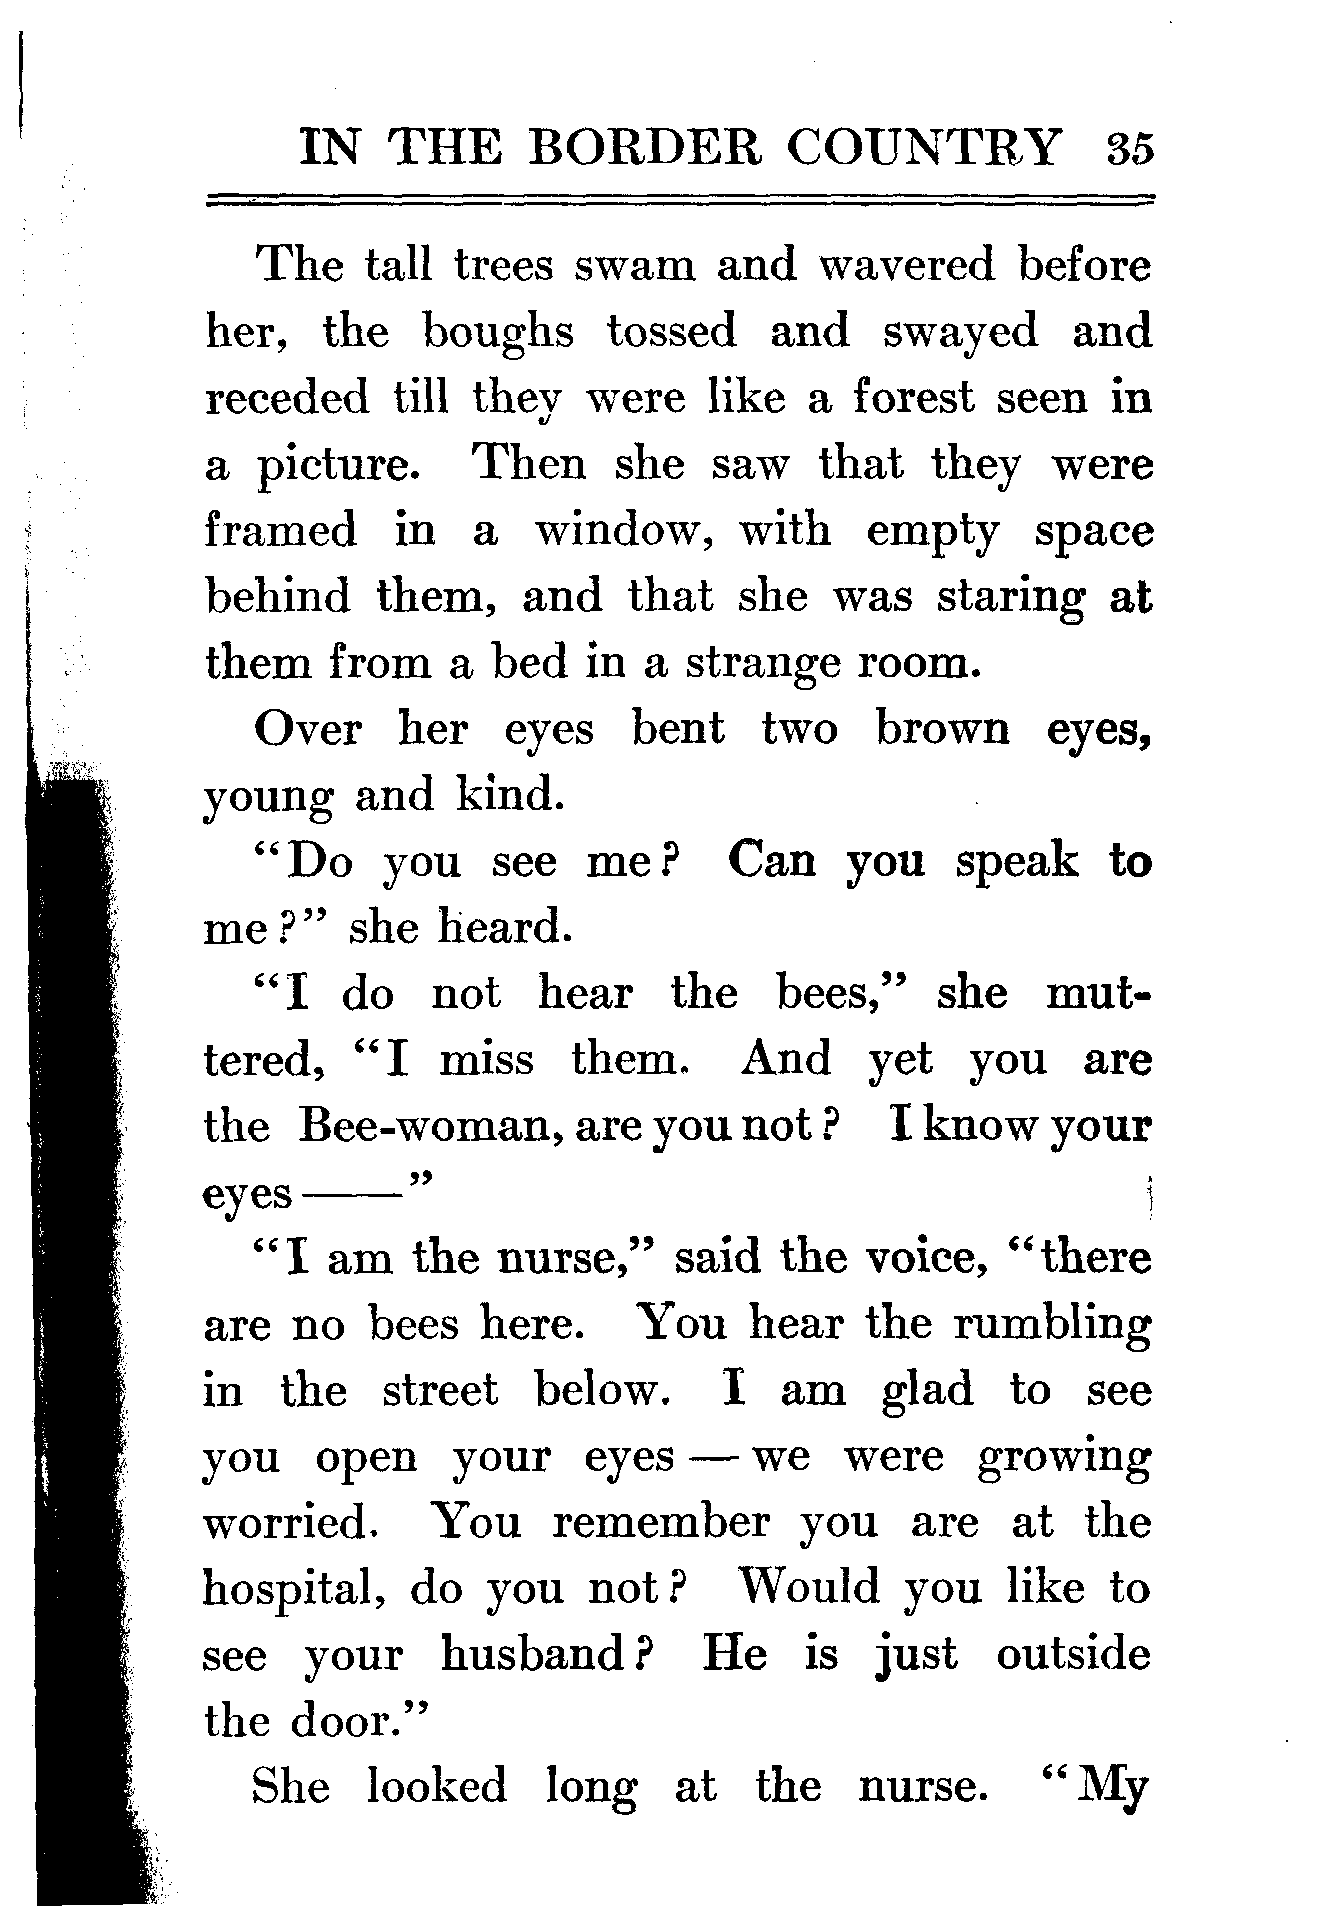 IN THE BORDER COUNTRY 35
The tall trees swam and wavered before
her, the boughs tossed and swayed and
receded till they were like a forest seen in
a picture. Then she saw that they were
framed in a window, with empty space
behind them, and that she was staring at
them from a bed in a strange room.
Over her eyes bent two brown eyes,
young and kind.
“Do you see me? Can you speak to
me?” she heard.
“I do not hear the bees,” she mut-
tered, “I miss them. And yet you are
the Bee-woman, are you not? I know your
eyes——”
“I am the nurse,” said the voice, “there
are no bees here. You hear the rumbling
in the street below. I am glad to see
you open your eyes — we were growing
worried. You remember you are at the
hospital, do you not? Would you like to
see your husband? He is just outside
the door.”
She looked long at the nurse. “My